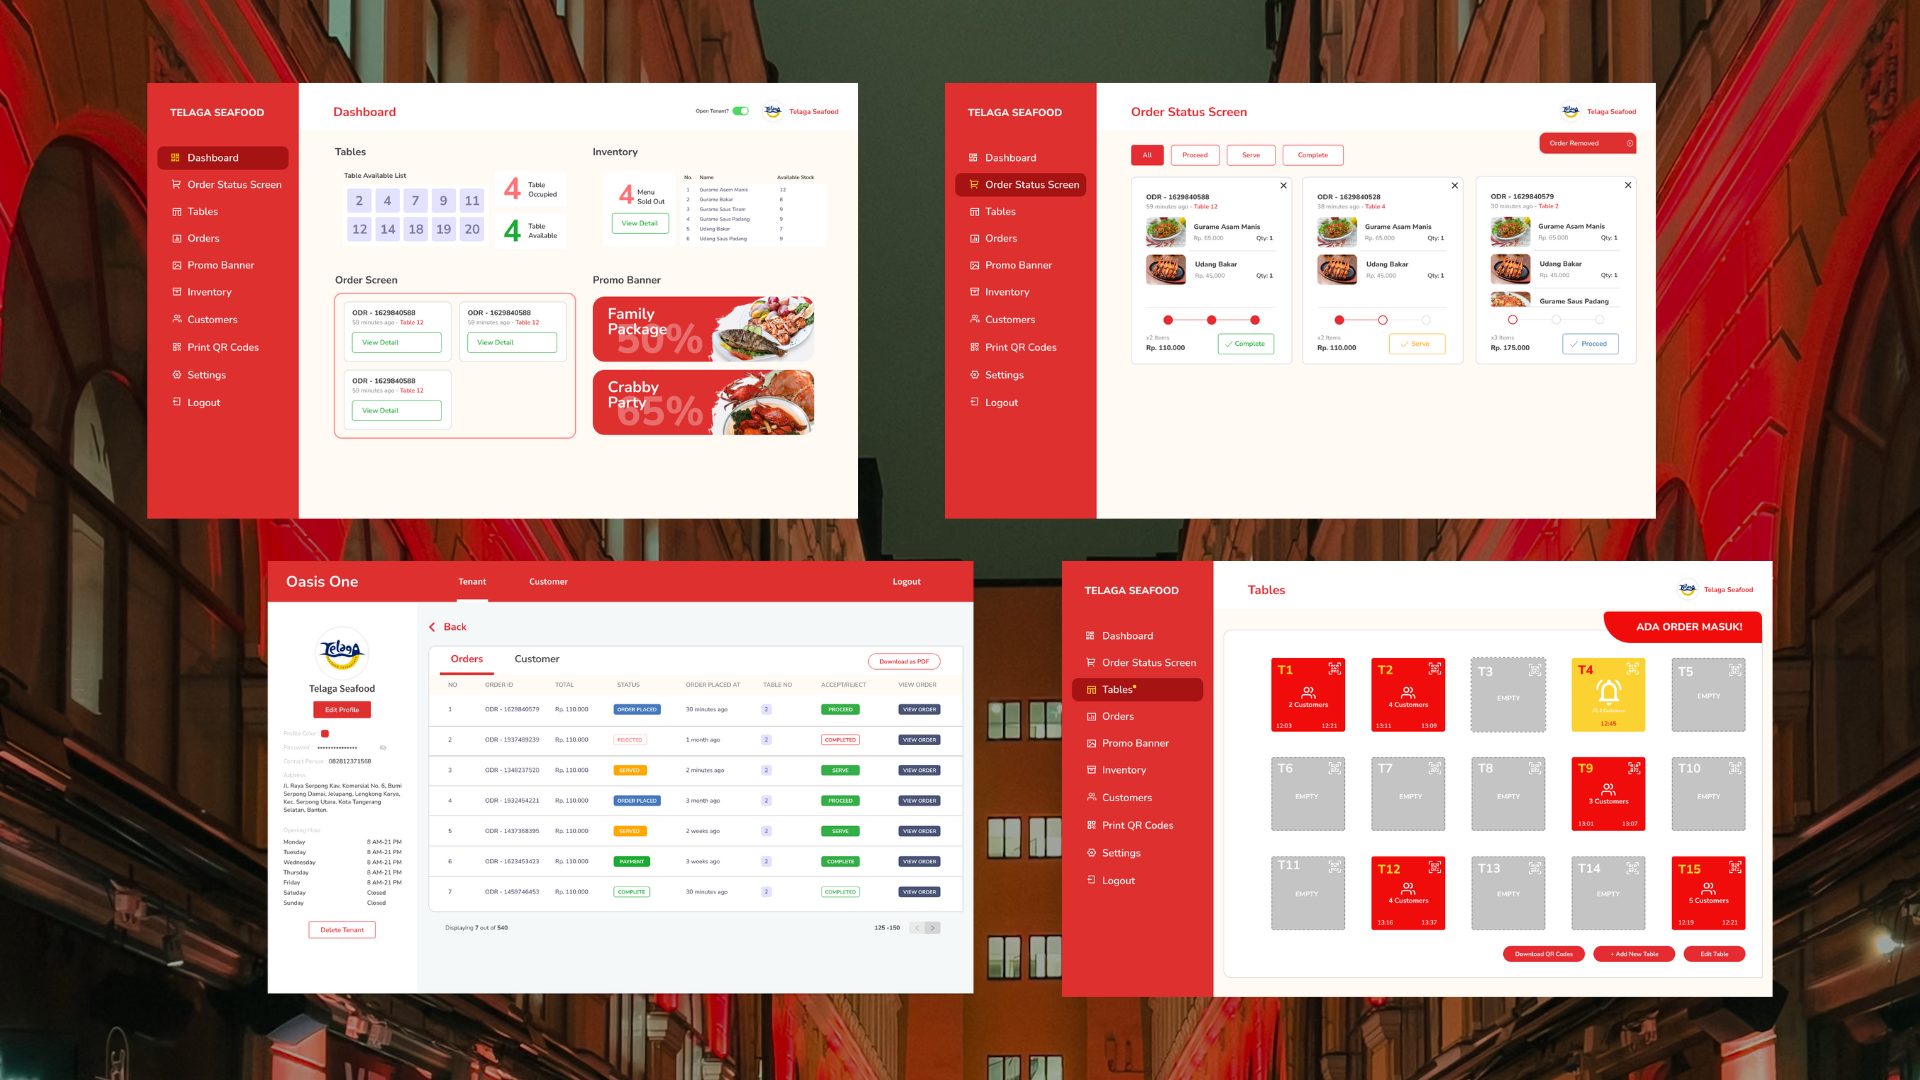 TELAGA SEAFOOD
Dashboard
Order Status Screen
Tables
Orders
Promo Banner
Inventory
Customers
Print QR Codes
Settings
Logout
Dashboard
Open Tenant?
Telaga Seafood
Tables
Table Available List
2 4 7 9 11
12 14 18 19 20
4 Table Occupied
4 Table Available
Inventory
4 Menu Sold Out
View Detail
No. Name Available Stock
1 Gurame Asam Manis 12
2 Gurame Bakar 8
3 Gurame Saus Tiram 9
4 Gurame Saus Padang 9
5 Udang Bakar 7
6 Udang Saus Padang 9
Order Screen
ODR - 1629840588
59 minutes ago - Table 12
View Detail
ODR - 1629840588
59 minutes ago - Table 12
View Detail
ODR - 1629840588
59 minutes ago - Table 12
View Detail
Promo Banner
Family
Package
50%
Crabby
Party
65%
TELAGA SEAFOOD
Dashboard
Order Status Screen
Tables
Orders
Promo Banner
Inventory
Customers
Print QR Codes
Settings
Logout
Order Status Screen
Telaga Seafood
Order Removed
All Proceed Serve Complete
ODR - 1629840588
59 minutes ago - Table 12
Gurame Asam Manis
Rp. 65.000 Qty: 1
Udang Bakar
Rp. 45.000 Qty: 1
x2 Items
Rp. 110.000
Complete
ODR - 1629840528
38 minutes ago - Table 4
Gurame Asam Manis
Rp. 65.000 Qty: 1
Udang Bakar
Rp. 45.000 Qty: 1
x2 Items
Rp. 110.000
Serve
ODR - 1629840579
30 minutes ago - Table 2
Gurame Asam Manis
Rp. 65.000 Qty: 1
Udang Bakar
Rp. 45.000 Qty: 1
Gurame Saus Padang
x3 Items
Rp. 175.000
Proceed
Oasis One
Tenant Customer Logout
Telaga
Telaga Seafood
Edit Profile
Profile Color :
Password : ***************
Contact Person : 082812371568
Address
Jl. Raya Serpong Kav. Komersial No. 6, Bumi
Serpong Damai, Jelupang, Lengkong Karya,
Kec. Serpong Utara, Kota Tangerang
Selatan, Banten.
Opening Hour
Monday 8 AM-21 PM
Tuesday 8 AM-21 PM
Wednesday 8 AM-21 PM
Thursday 8 AM-21 PM
Friday 8 AM-21 PM
Satuday Closed
Sunday Closed
Delete Tenant
Back
Orders Customer
Download as PDF
NO ORDER ID TOTAL STATUS ORDER PLACED AT TABLE NO ACCEPT/REJECT VIEW ORDER
1 ODR - 1629840579 Rp. 110.000 ORDER PLACED 30 minutes ago 2 PROCEED VIEW ORDER
2 ODR - 1937489239 Rp. 110.000 REJECTED 1 month ago 2 COMPLETED VIEW ORDER
3 ODR - 1348237520 Rp. 110.000 SERVED 2 minutes ago 2 SERVE VIEW ORDER
4 ODR - 1932454221 Rp. 110.000 ORDER PLACED 3 month ago 2 PROCEED VIEW ORDER
5 ODR - 1437368395 Rp. 110.000 SERVED 2 weeks ago 2 SERVE VIEW ORDER
6 ODR - 1623453423 Rp. 110.000 PAYMENT 3 weeks ago 2 COMPLETE VIEW ORDER
7 ODR - 1459746453 Rp. 110.000 COMPLETE 30 minutes ago 2 COMPLETED VIEW ORDER
Displaying 7 out of 540
125 -150
TELAGA SEAFOOD
Dashboard
Order Status Screen
Tables
Orders
Promo Banner
Inventory
Customers
Print QR Codes
Settings
Logout
Tables
Telaga Seafood
ADA ORDER MASUK!
T1
2 Customers
12:03 12:21
T2
4 Customers
13:11 13:09
T3
EMPTY
T4
12:45
T5
EMPTY
T6
EMPTY
T7
EMPTY
T8
EMPTY
T9
3 Customers
13:01 13:07
T10
EMPTY
T11
EMPTY
T12
4 Customers
13:16 13:37
T13
EMPTY
T14
EMPTY
T15
5 Customers
12:19 12:21
Download QR Codes
+ Add New Table
Edit Table